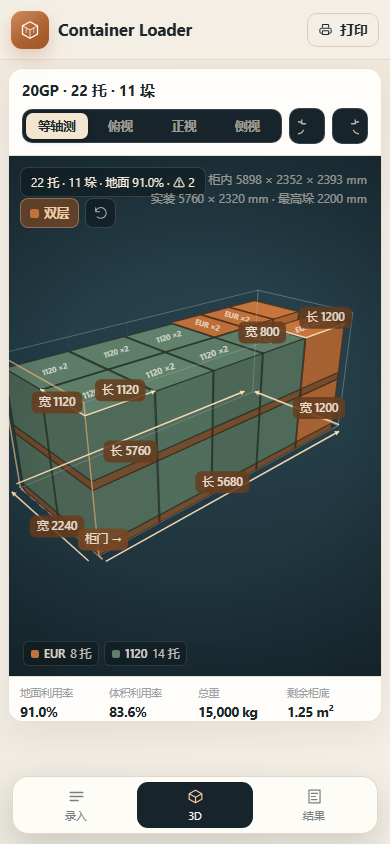 Container Loader
打印
20GP · 22 托 · 11 垛
等轴测 俯视 正视 侧视
22 托 · 11 垛 · 地面 91.0% · ⚠ 2
柜内 5898 × 2352 × 2393 mm
实装 5760 × 2320 mm · 最高垛 2200 mm
双层
长 1200
EUR ×2
EUR ×2
宽 800
1120 ×2
1120 ×2
1120 ×2
1120 ×2
1120 ×2
长 1120
宽 1120
宽 1200
长 5760
长 5680
宽 2240
柜门 →
EUR 8 托
1120 14 托
地面利用率 体积利用率 总重 剩余柜底
91.0% 83.6% 15,000 kg 1.25 m²
录入 3D 结果